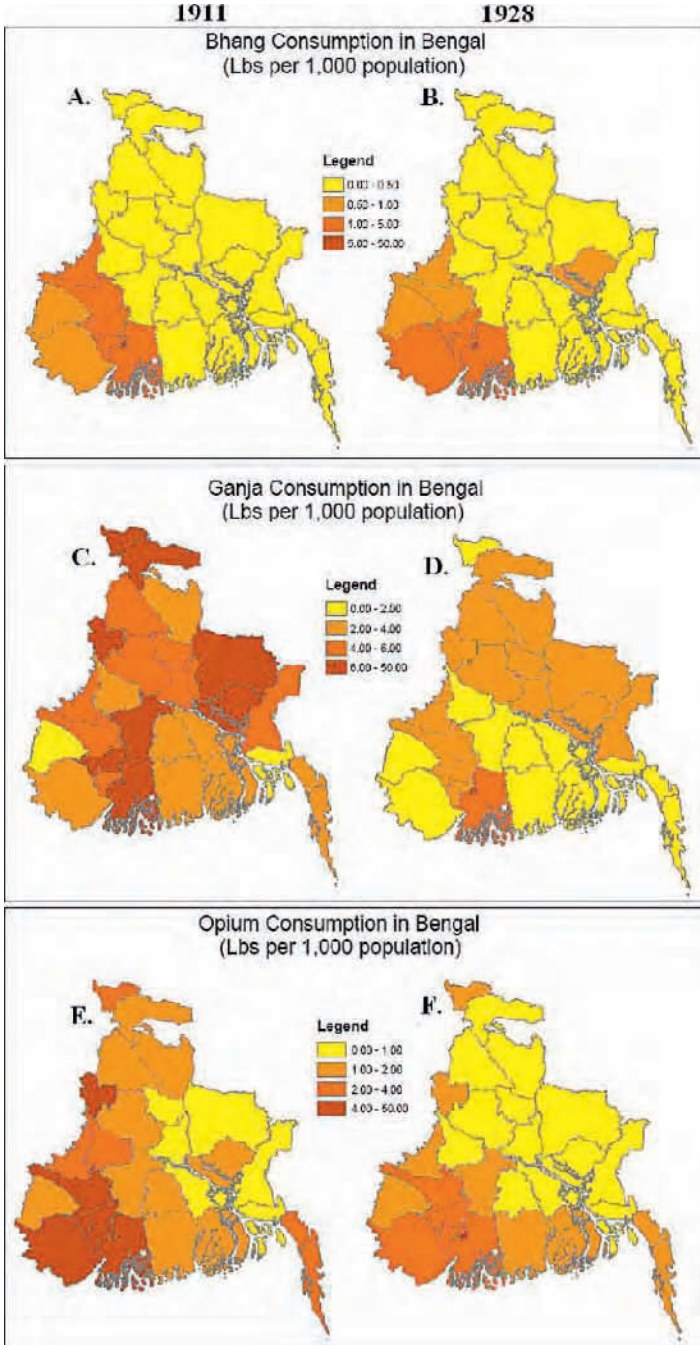 1911 1928
Bhang Consumption in Bengal
(Lbs per 1,000 population)
A.
B.
Legend
0.00 - 0.50
0.50 - 1.00
1.00 - 5.00
5.00 - 50.00
Ganja Consumption in Bengal
(Lbs per 1,000 population)
C.
D.
Legend
0.00 - 2.00
2.00 - 4.00
4.00 - 6.00
6.00 - 50.00
Opium Consumption in Bengal
(Lbs per 1,000 population)
E.
F.
Legend
0.00 - 1.00
1.00 - 2.00
2.00 - 4.00
4.00 - 50.00